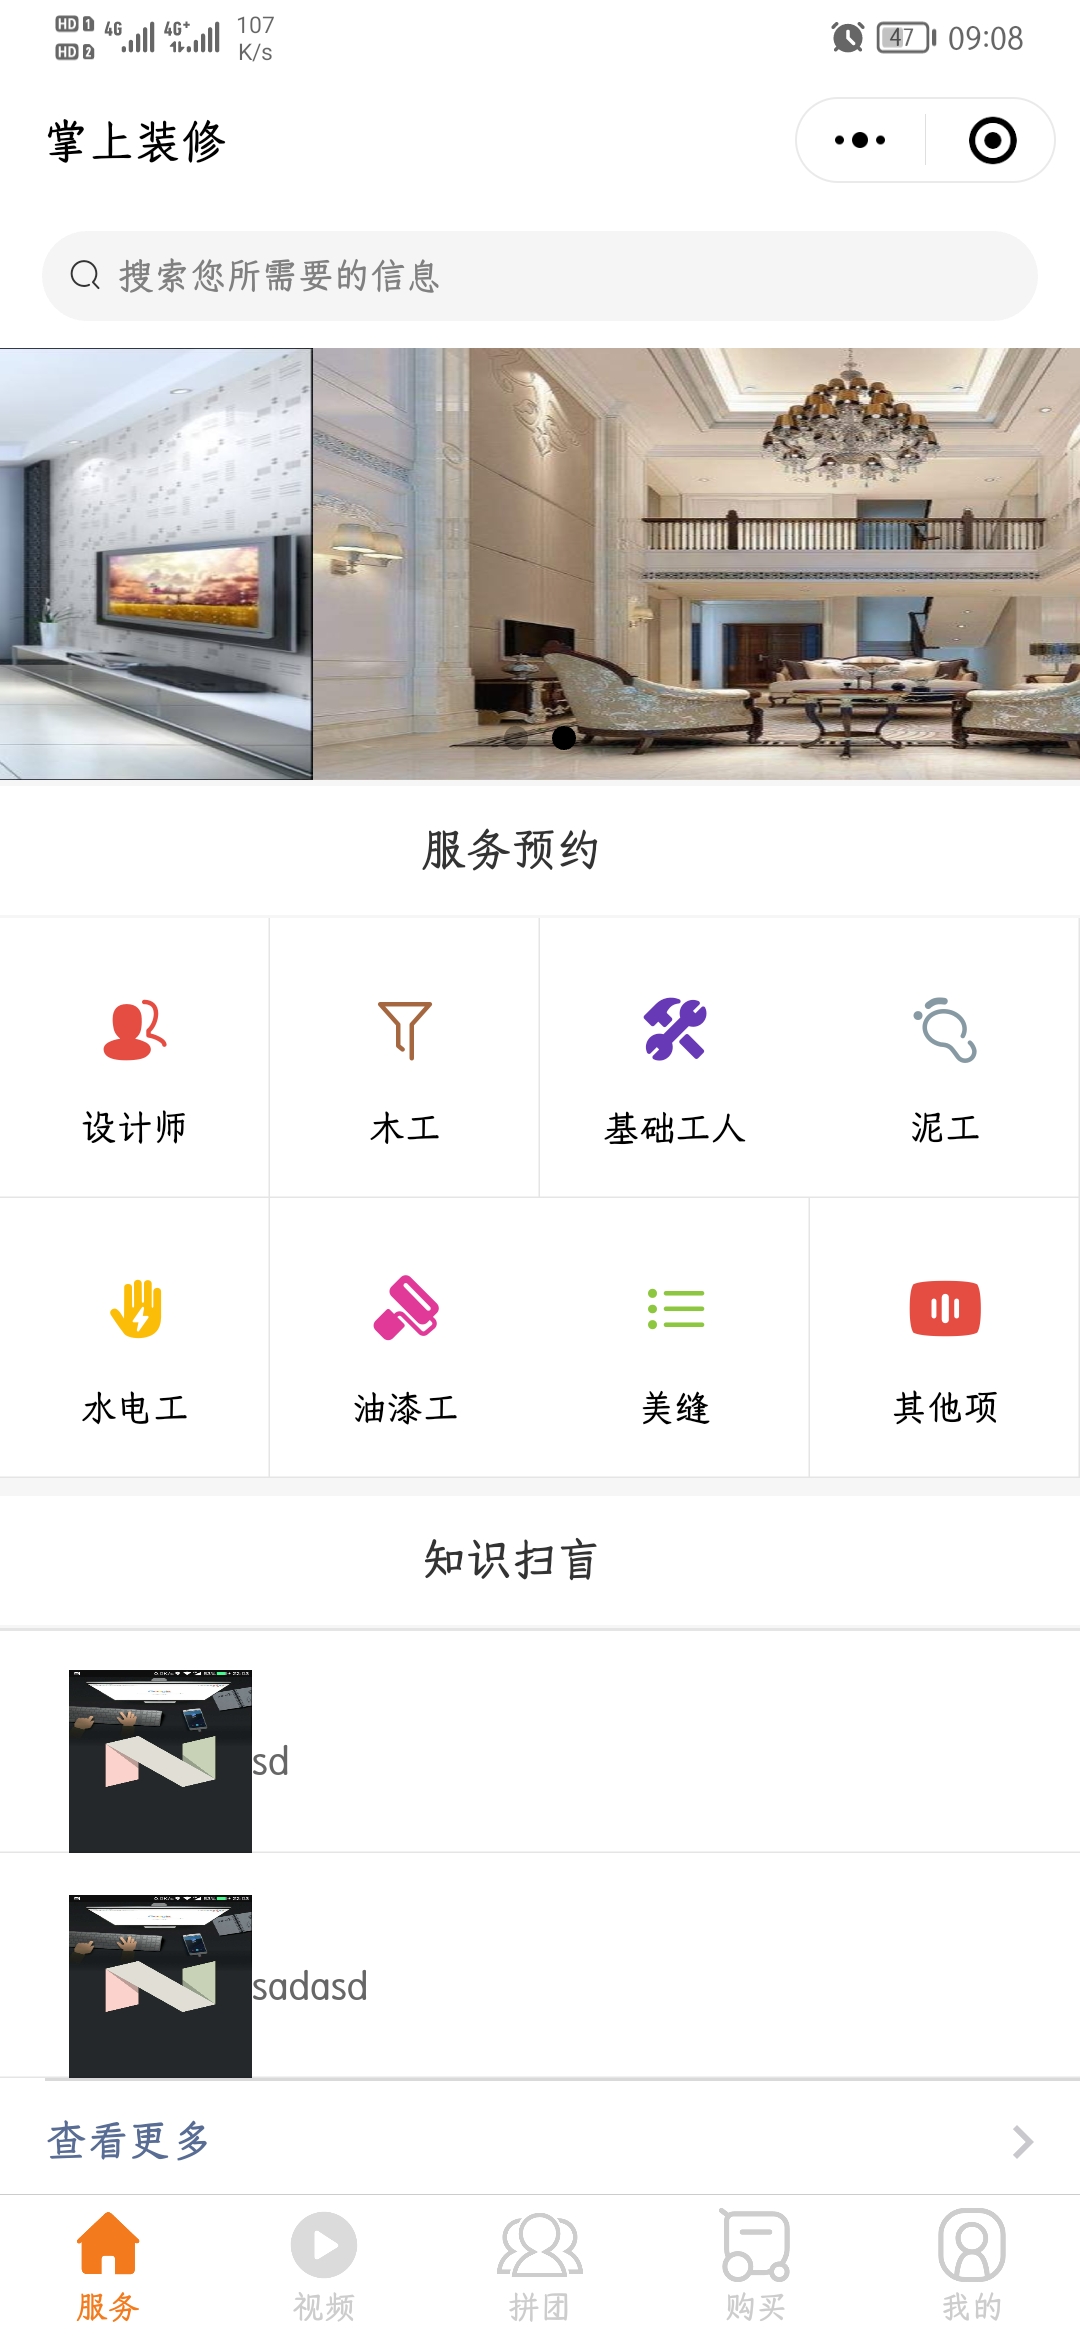 HD 1 4G 4G+ 107
HD 2 K/s
47 09:08
掌上装修
搜索您所需要的信息
服务预约
设计师 木工 基础工人 泥工
水电工 油漆工 美缝 其他项
知识扫盲
sd
sadasd
查看更多
服务 视频 拼团 购买 我的